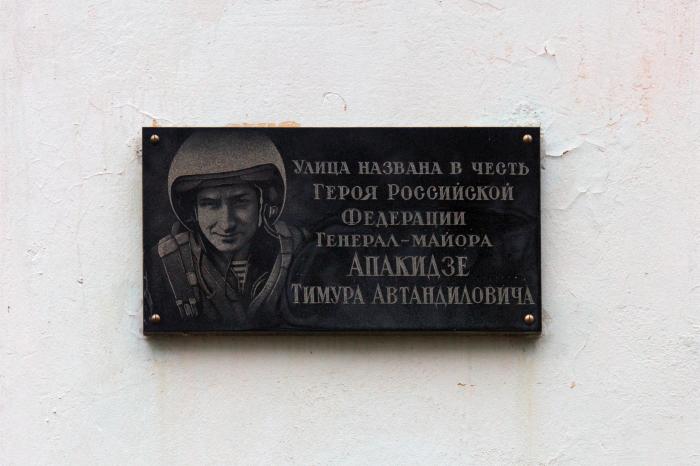 Улица названа в честь
Героя Российской
Федерации
Генерал-майора
Апакидзе
Тимура Автандиловича